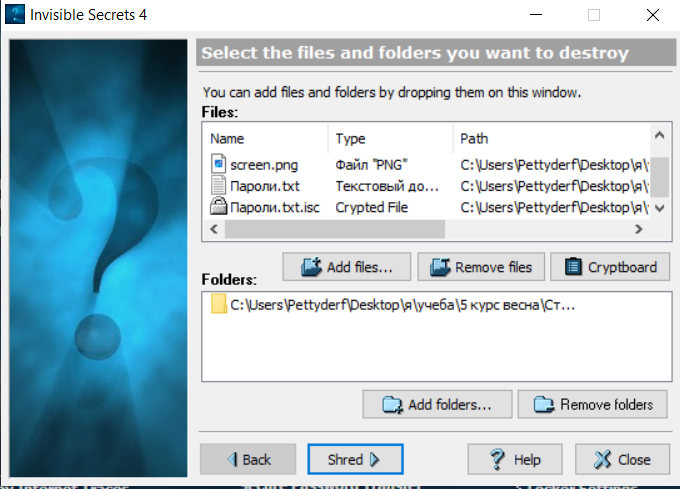 Invisible Secrets 4
Select the files and folders you want to destroy
You can add files and folders by dropping them on this window.
Files:
Name Type Path
screen.png Файл "PNG" C:\Users\Pettyderf\Desktop\я\
Пароли.txt Текстовый до... C:\Users\Pettyderf\Desktop\я\
Пароли.txt.isc Crypted File C:\Users\Pettyderf\Desktop\я\
Add files... Remove files Cryptboard
Folders:
C:\Users\Pettyderf\Desktop\я\учеба\5 курс весна\Ст...
Add folders... Remove folders
Back Shred Help Close